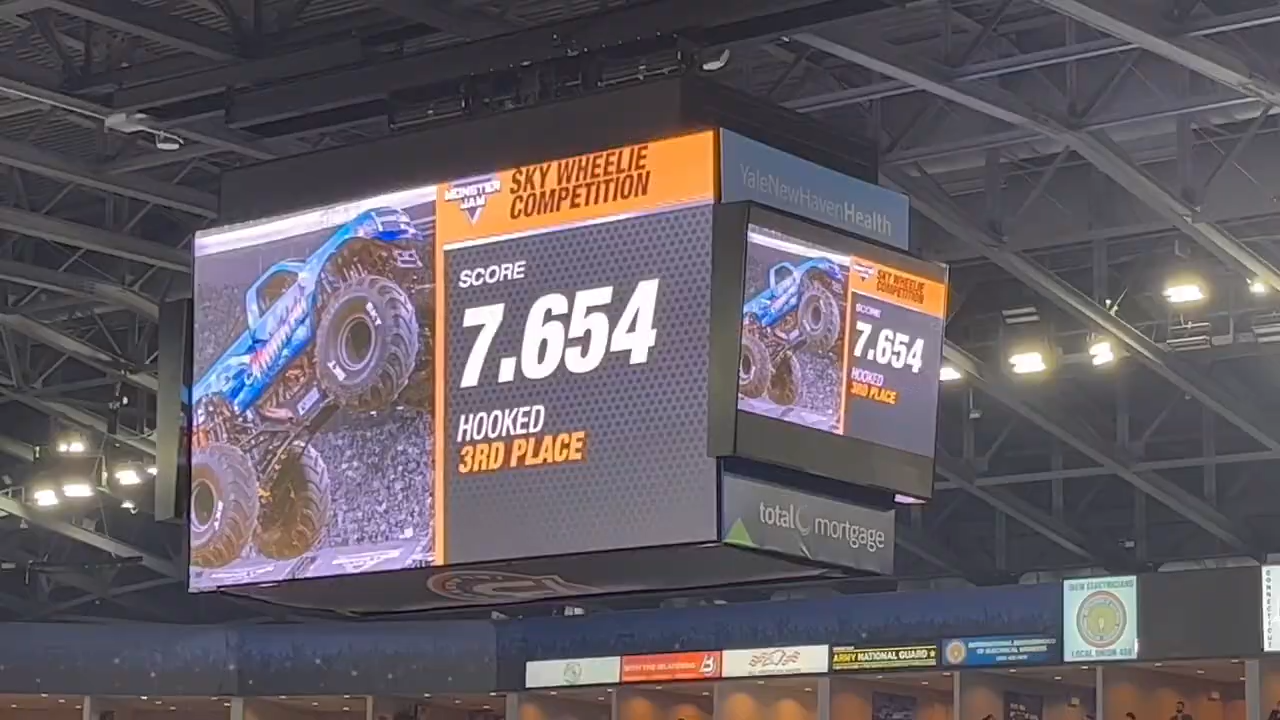 MONSTER
JAM
SKY WHEELIE
COMPETITION
SCORE
7.654
HOOKED
3RD PLACE
YaleNewHavenHealth
SKY WHEELIE
COMPETITION
SCORE
7.654
HOOKED
3RD PLACE
total mortgage
ARMY NATIONAL GUARD
IBEW ELECTRICIANS
LOCAL UNION 488
CONNECTICUT